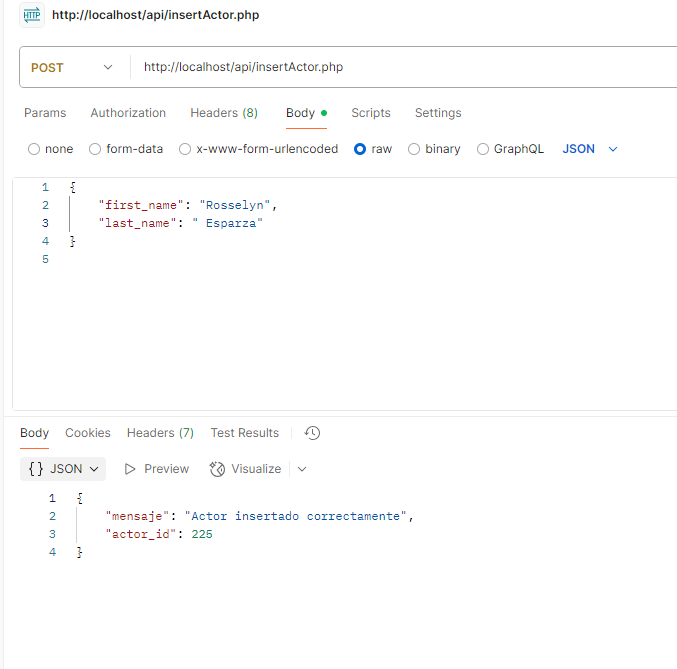 HTTP http://localhost/api/insertActor.php
POST http://localhost/api/insertActor.php
Params Authorization Headers (8) Body Scripts Settings
none form-data x-www-form-urlencoded raw binary GraphQL JSON
1 {
2 "first_name": "Rosselyn",
3 "last_name": " Esparza"
4 }
5
Body Cookies Headers (7) Test Results
{} JSON Preview Visualize
1 {
2 "mensaje": "Actor insertado correctamente",
3 "actor_id": 225
4 }